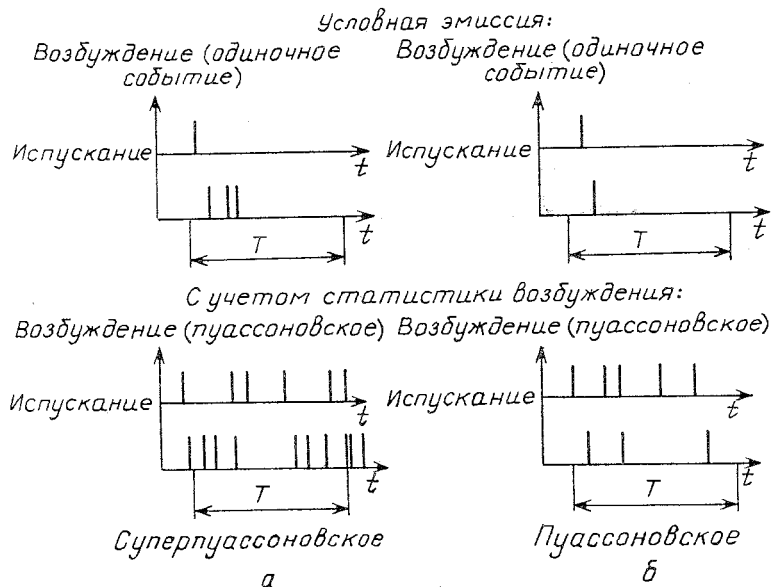 Условная эмиссия:
Возбуждение (одиночное
событие)
Возбуждение (одиночное
событие)
Испускание
t
Испускание
t
t
T
t
T
С учетом статистики возбуждения:
Возбуждение (пуассоновское)
Возбуждение (пуассоновское)
Испускание
t
Испускание
t
t
T
t
T
Суперпуассоновское
Пуассоновское
а
б